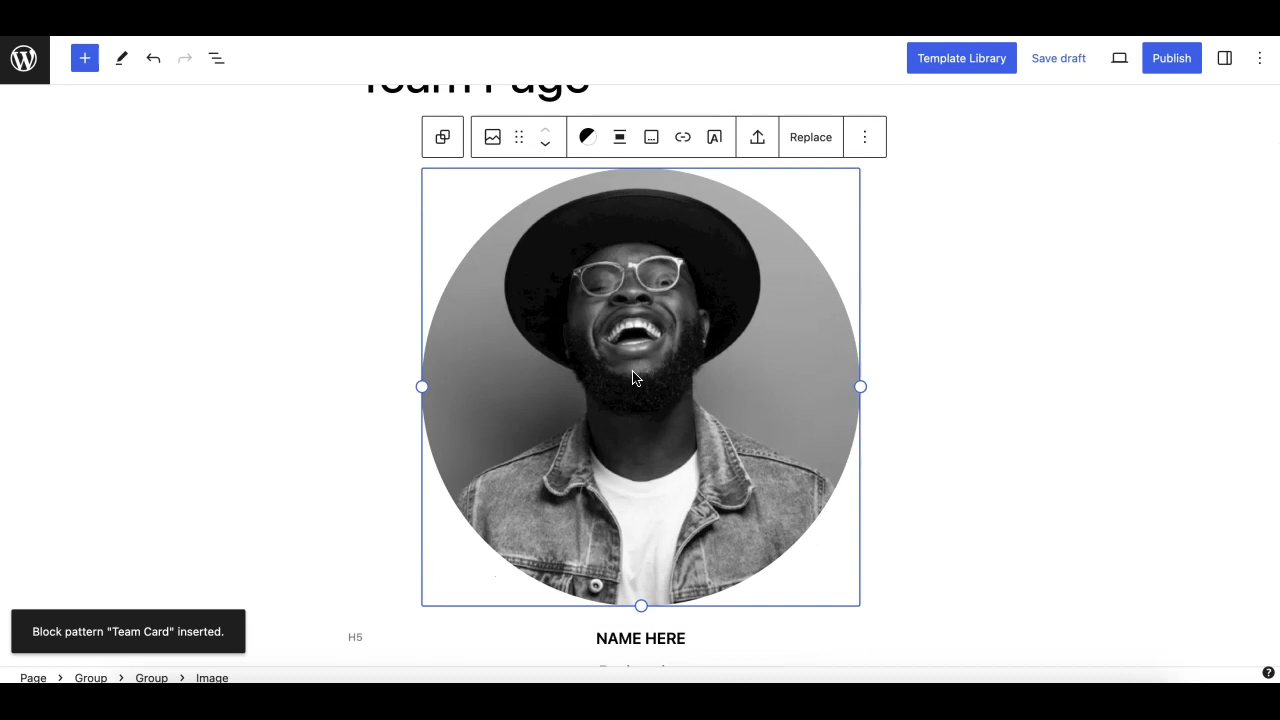 Template Library
Save draft
Publish
Team Page
Replace
Block pattern "Team Card" inserted.
H5
NAME HERE
Page > Group > Group > Image